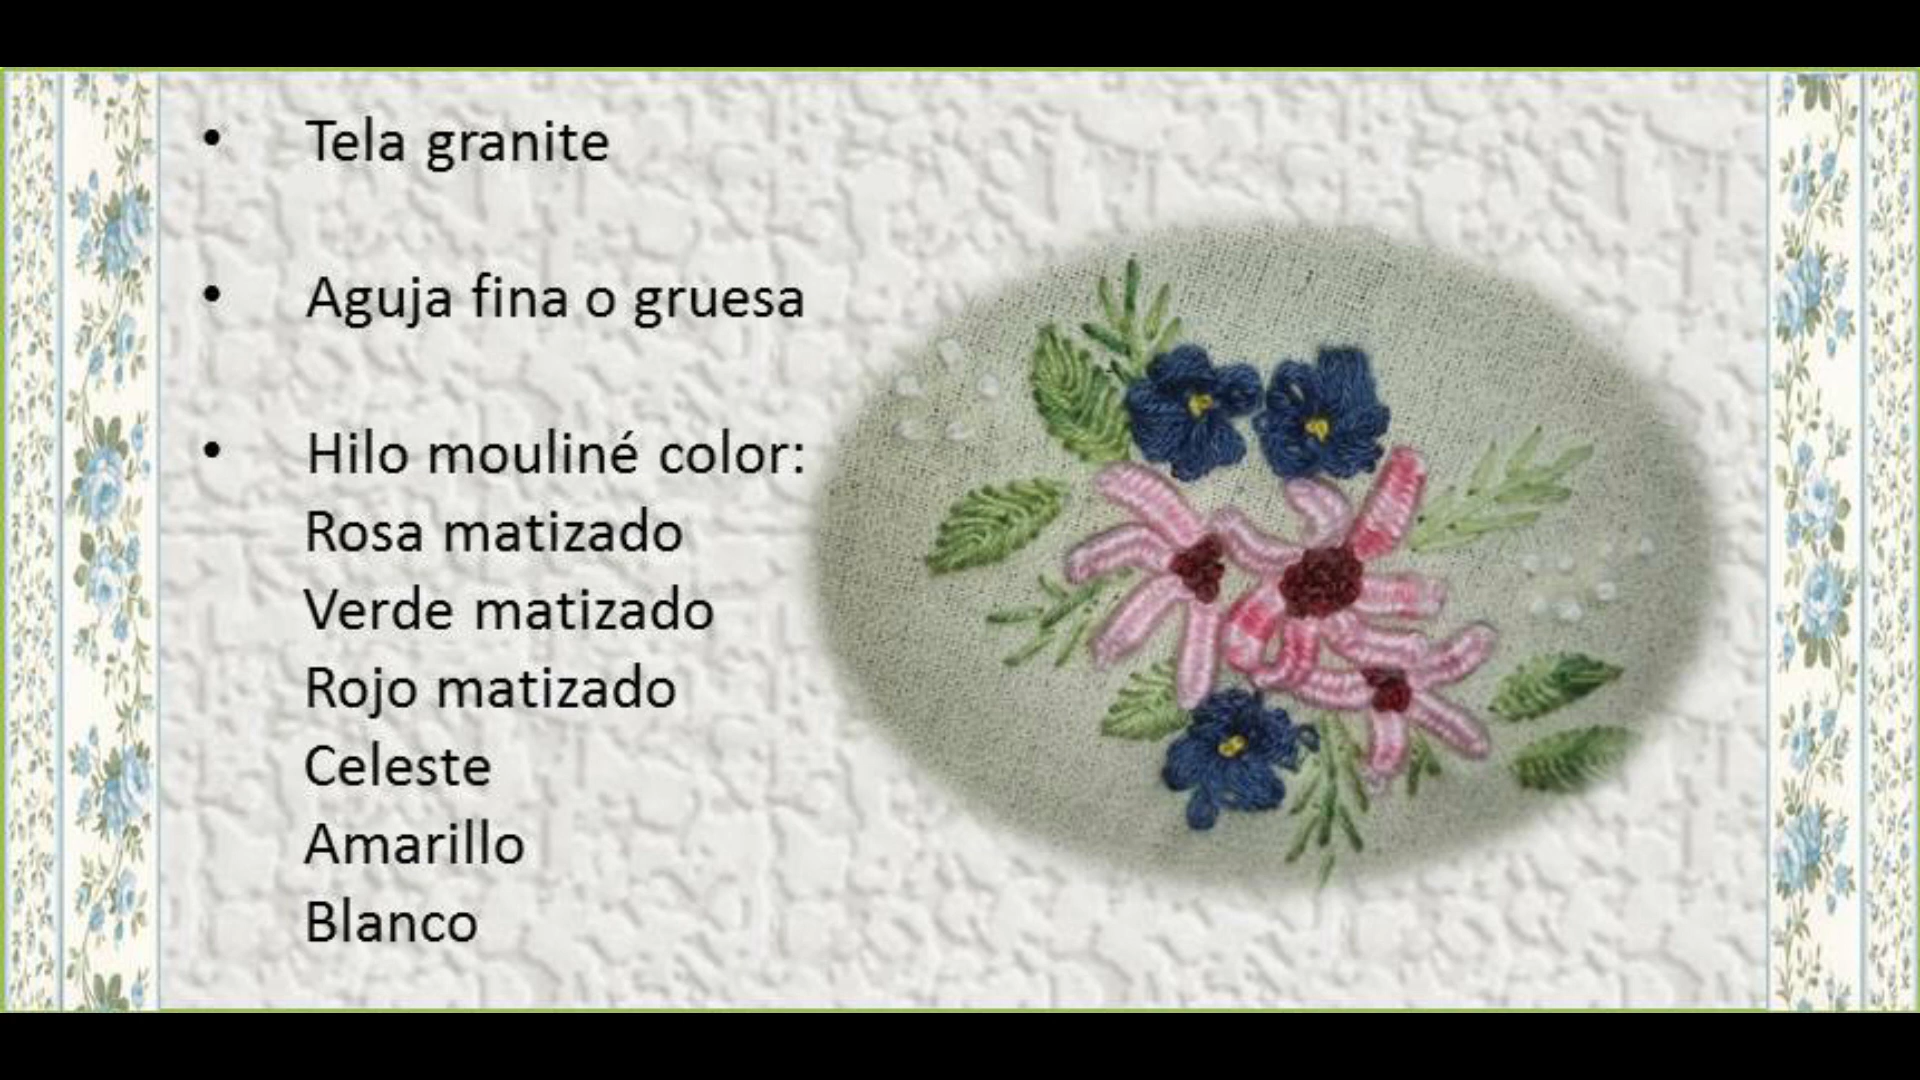 • Tela granite
• Aguja fina o gruesa
• Hilo mouliné color:
Rosa matizado
Verde matizado
Rojo matizado
Celeste
Amarillo
Blanco